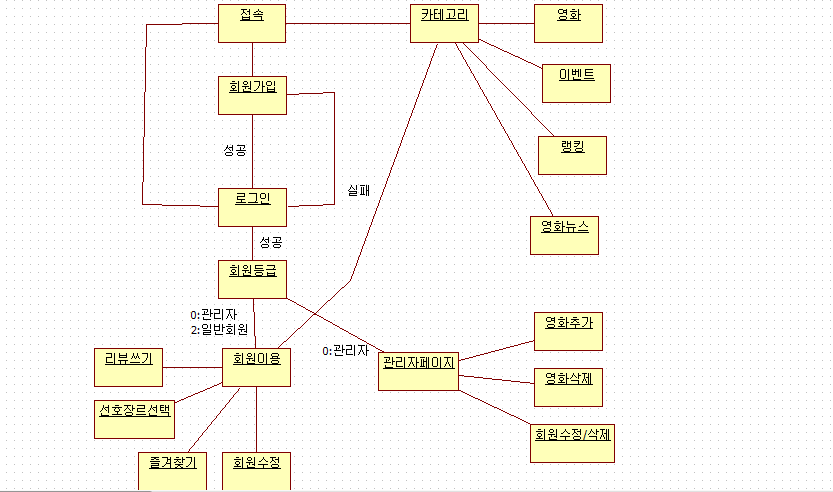 접속
카테고리
영화
이벤트
회원가입
랭킹
성공
실패
로그인
영화뉴스
성공
회원등급
0:관리자
2:일반회원
0:관리자
영화추가
리뷰쓰기
회원이용
관리자페이지
영화삭제
선호장르선택
회원수정/삭제
즐겨찾기
회원수정